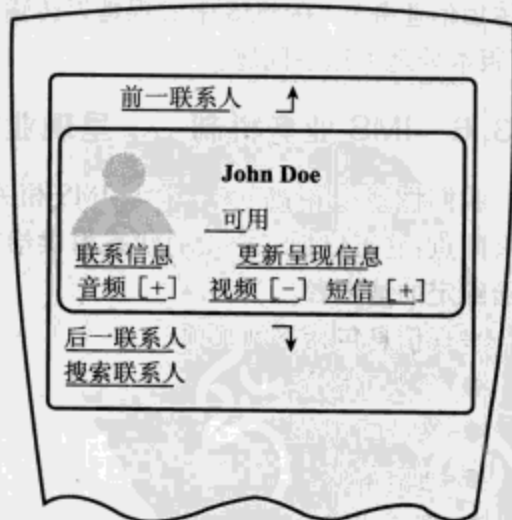 前一联系人
John Doe
可用
联系信息 更新呈现信息
音频 [+] 视频 [-] 短信 [+]
后一联系人
搜索联系人